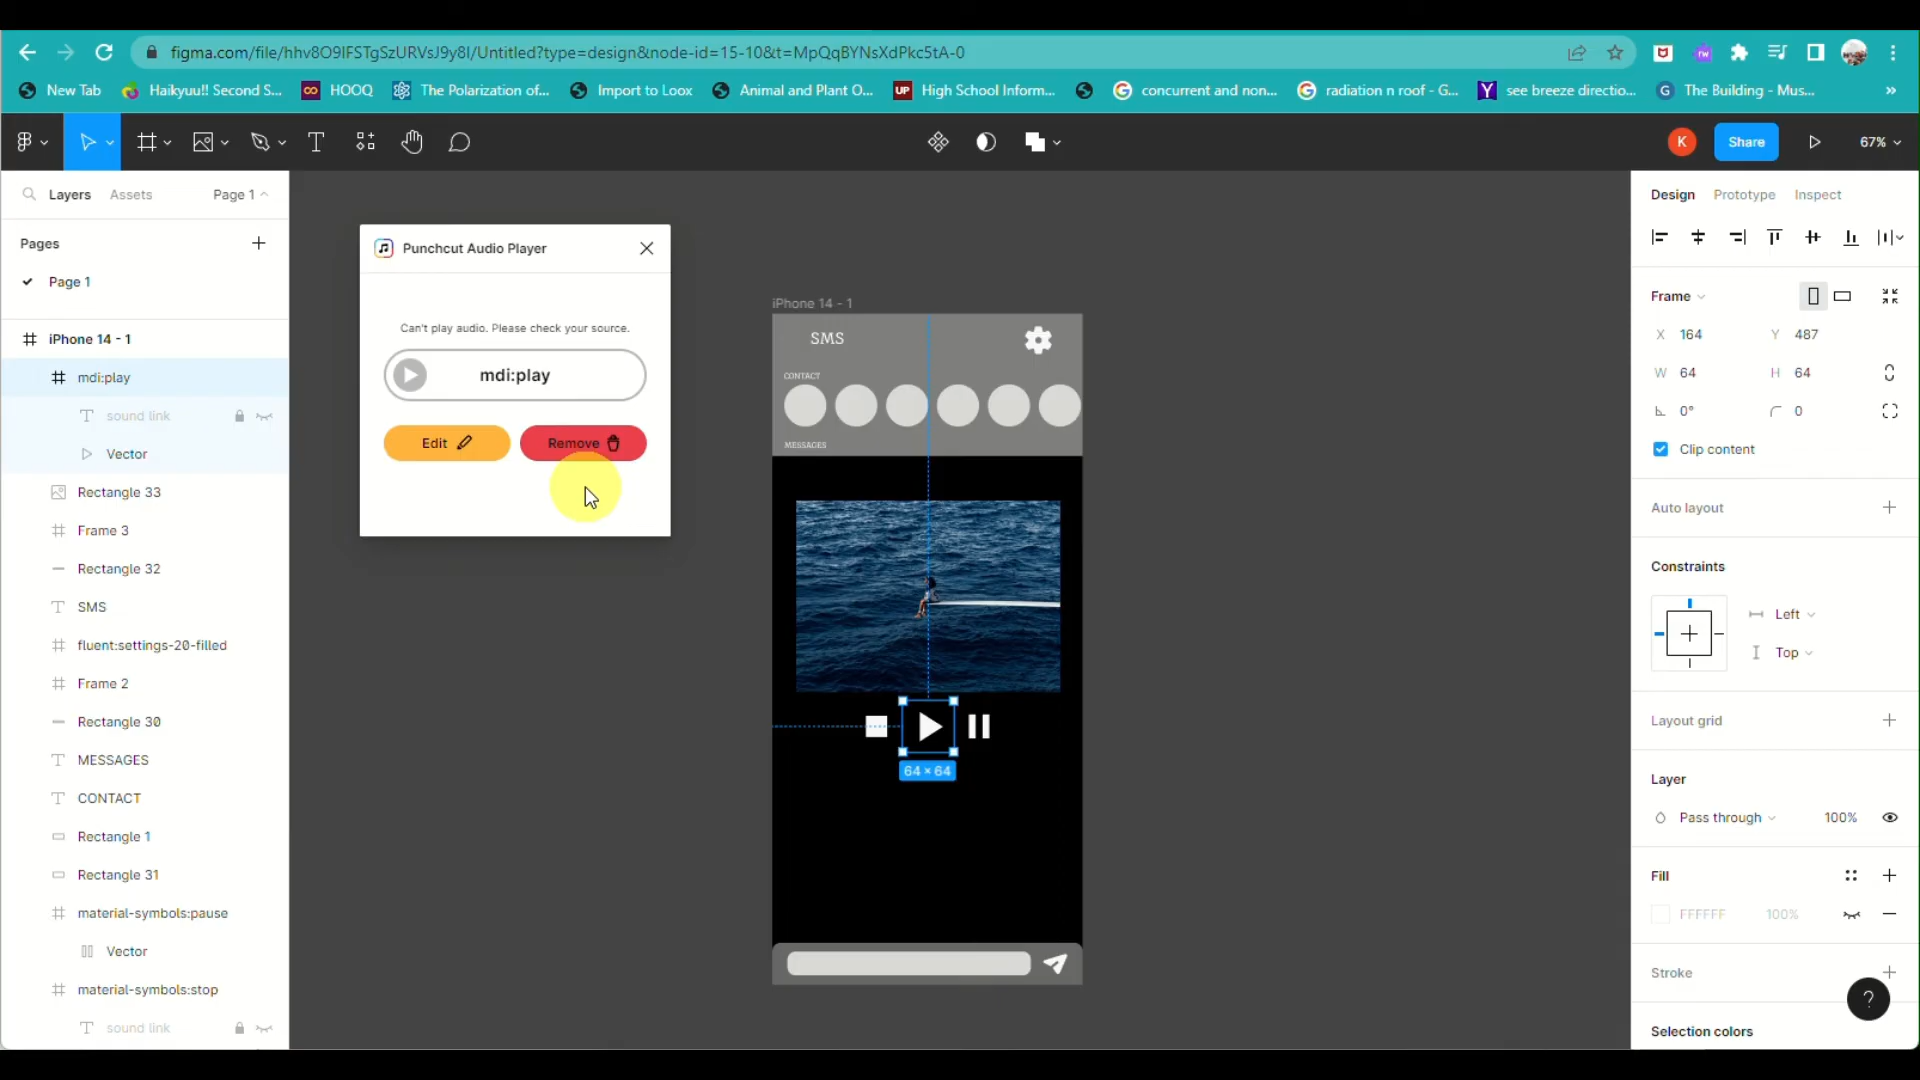 figma.com/file/hhv8O9IFSTgSzURVsJ9y8I/Untitled?type=design&node-id=15-10&t=MpQqBYNsXdPkc5tA-0
New Tab
Haikyuu!! Second S...
HOOQ
The Polarization of...
Import to Loox
Animal and Plant O...
UP
High School Inform...
concurrent and non...
radiation n roof - G...
see breeze directio...
The Building - Mus...
K
Share
67%
Layers
Assets
Page 1
Pages
Page 1
iPhone 14 - 1
mdi:play
sound link
Vector
Rectangle 33
Frame 3
Rectangle 32
SMS
fluent:settings-20-filled
Frame 2
Rectangle 30
MESSAGES
CONTACT
Rectangle 1
Rectangle 31
material-symbols:pause
Vector
material-symbols:stop
sound link
Punchcut Audio Player
Can't play audio. Please check your source.
mdi:play
Edit
Remove
iPhone 14 - 1
SMS
CONTACT
MESSAGES
64 × 64
Design
Prototype
Inspect
Frame
X 164
Y 487
W 64
H 64
0°
0
Clip content
Auto layout
Constraints
Left
Top
Layout grid
Layer
Pass through
100%
Fill
FFFFFF
100%
Stroke
?
Selection colors